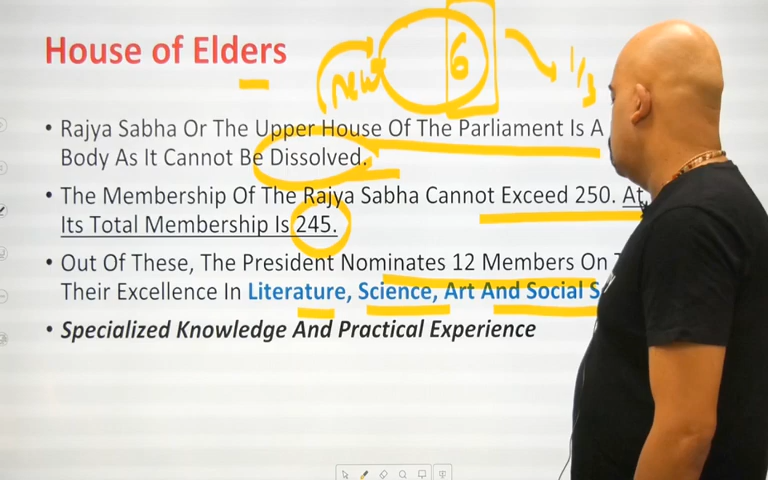 House of Elders
new 6 1/3
• Rajya Sabha Or The Upper House Of The Parliament Is A
Body As It Cannot Be Dissolved.
• The Membership Of The Rajya Sabha Cannot Exceed 250. At
Its Total Membership Is 245.
• Out Of These, The President Nominates 12 Members On
Their Excellence In Literature, Science, Art And Social S
• Specialized Knowledge And Practical Experience